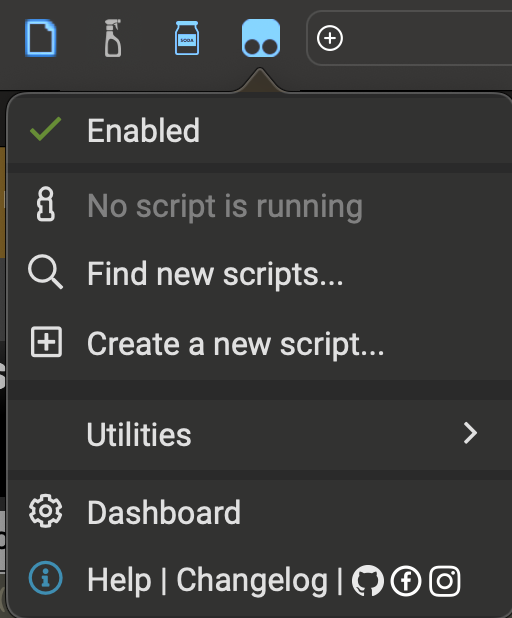 SODA
Enabled
No script is running
Find new scripts...
Create a new script...
Utilities
Dashboard
Help | Changelog |